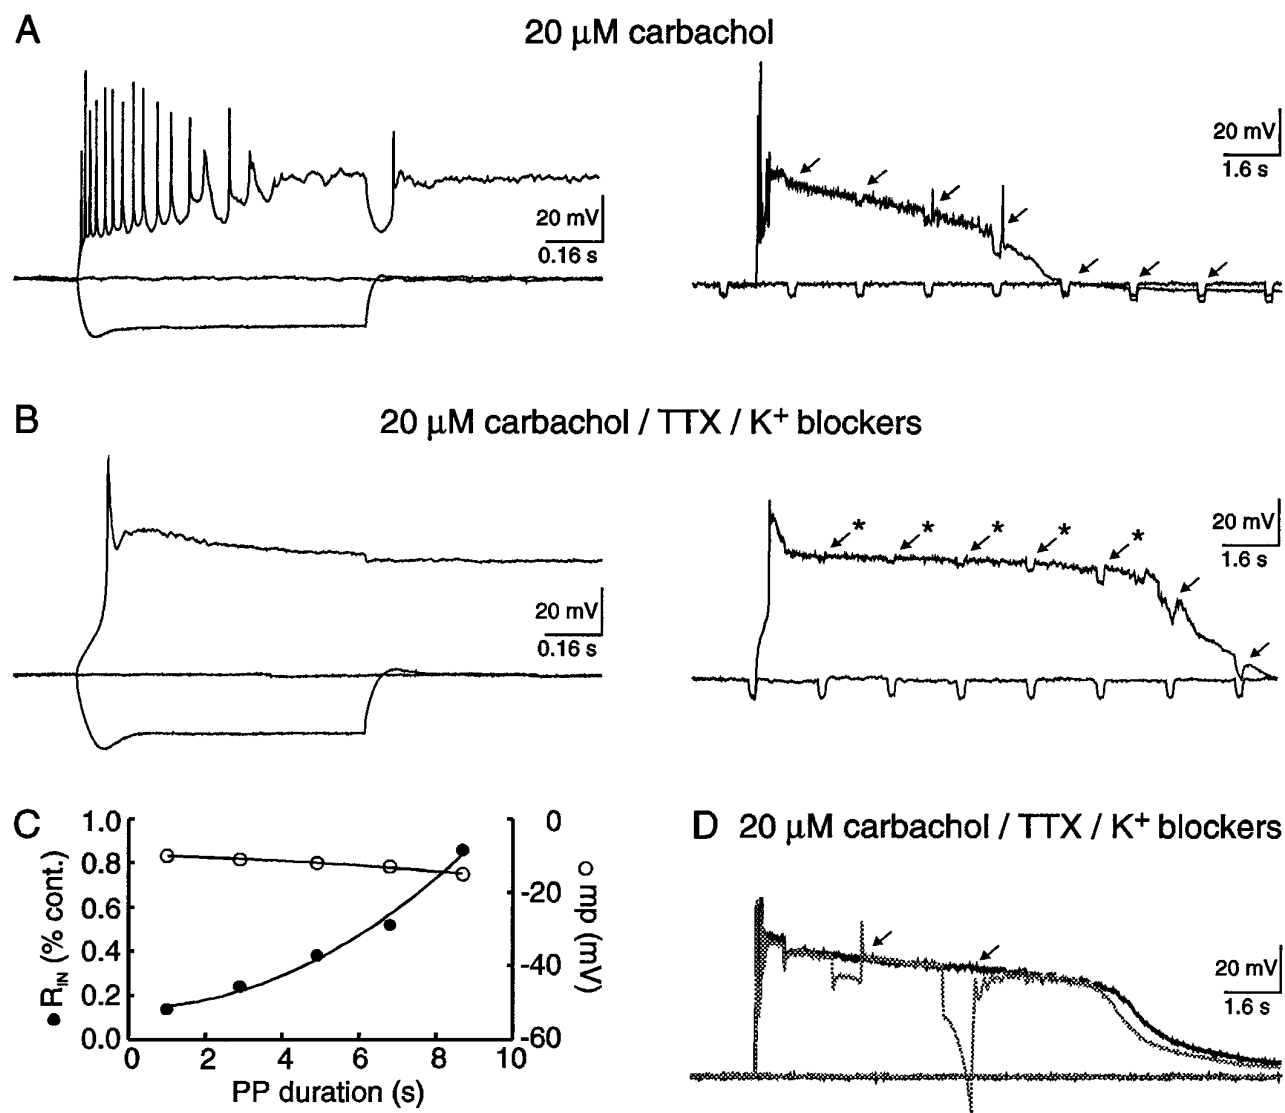 A
20 µM carbachol
20 mV
0.16 s
20 mV
1.6 s
B
20 µM carbachol / TTX / K+ blockers
20 mV
0.16 s
* * * * *
20 mV
1.6 s
C
1.0
0.8
0.6
0.4
0.2
0.0
● RIN (% cont.)
0
-20
-40
-60
○ mp (mV)
0 2 4 6 8 10
PP duration (s)
D
20 µM carbachol / TTX / K+ blockers
20 mV
1.6 s